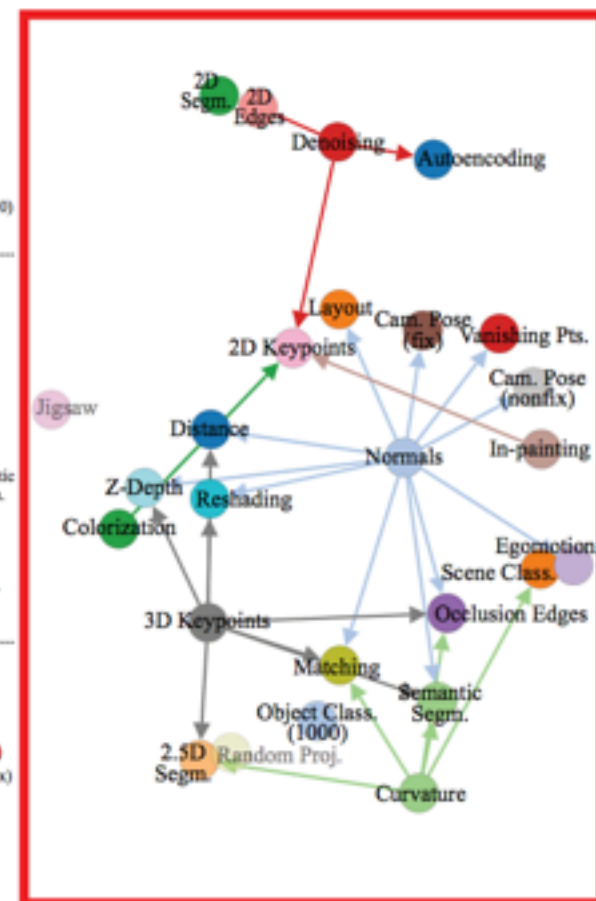 2D
Segm.
2D
Edges
Denoising
Autoencoding
Layout
Cam. Pose
(fix)
Vanishing Pts.
2D Keypoints
Cam. Pose
(nonfix)
Jigsaw
Distance
Normals
In-painting
Z-Depth
Reshading
Colorization
Egomotion
Scene Class.
3D Keypoints
Occlusion Edges
Matching
Semantic
Segm.
Object Class.
(1000)
2.5D
Segm.
Random Proj.
Curvature